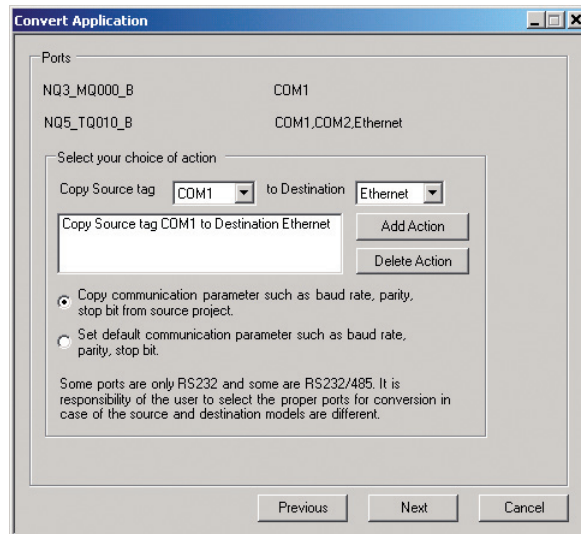 Convert Application
Ports
NQ3_MQ000_B COM1
NQ5_TQ010_B COM1,COM2,Ethernet
Select your choice of action
Copy Source tag COM1 to Destination Ethernet
Copy Source tag COM1 to Destination Ethernet
Add Action
Delete Action
Copy communication parameter such as baud rate, parity,
stop bit from source project.
Set default communication parameter such as baud rate,
parity, stop bit.
Some ports are only RS232 and some are RS232/485. It is
responsibility of the user to select the proper ports for conversion in
case of the source and destination models are different.
Previous Next Cancel